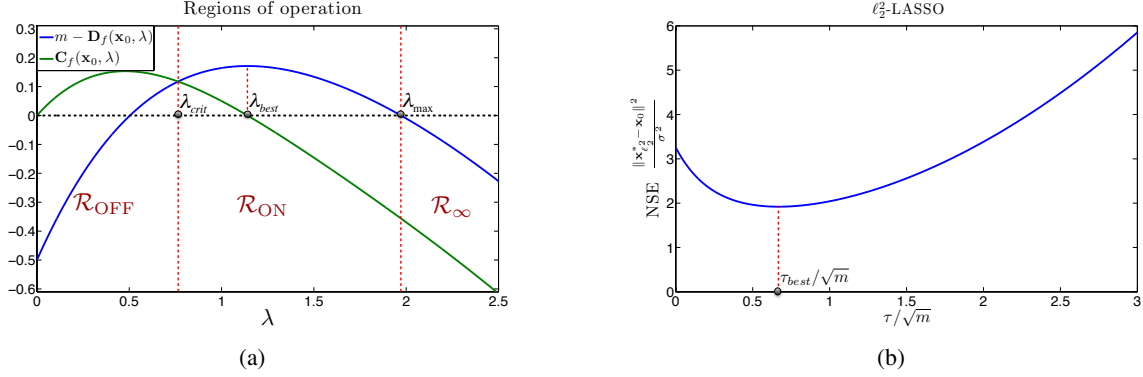 Regions of operation
0.3
0.2
0.1
0
−0.1
−0.2
−0.3
−0.4
−0.5
−0.6
m − D_f(x_0, λ)
C_f(x_0, λ)
λ_crit
λ_best
λ_max
R_OFF
R_ON
R_∞
0 0.5 1 1.5 2 2.5
λ
(a)
ℓ_2^2-LASSO
6
5
4
3
2
1
0
NSE ‖x*_{ℓ_2^2} − x_0‖^2 / σ^2
τ_best/√m
0 0.5 1 1.5 2 2.5 3
τ/√m
(b)